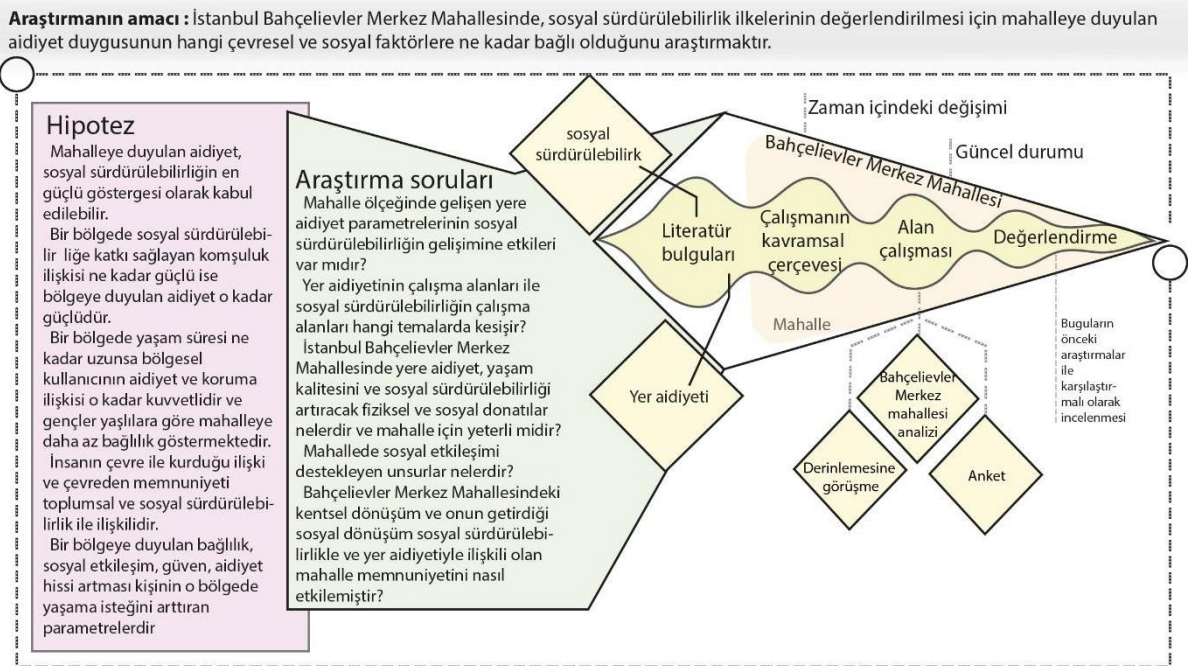 Araştırmanın amacı : İstanbul Bahçelievler Merkez Mahallesinde, sosyal sürdürülebilirlik ilkelerinin değerlendirilmesi için mahalleye duyulan
aidiyet duygusunun hangi çevresel ve sosyal faktörlere ne kadar bağlı olduğunu araştırmaktır.
Hipotez
Mahalleye duyulan aidiyet,
sosyal sürdürülebilirliğin en
güçlü göstergesi olarak kabul
edilebilir.
Bir bölgede sosyal sürdürülebi-
lir liğe katkı sağlayan komşuluk
ilişkisi ne kadar güçlü ise
bölgeye duyulan aidiyet o kadar
güçlüdür.
Bir bölgede yaşam süresi ne
kadar uzunsa bölgesel
kullanıcının aidiyet ve koruma
ilişkisi o kadar kuvvetlidir ve
gençler yaşlılara göre mahalleye
daha az bağlılık göstermektedir.
İnsanın çevre ile kurduğu ilişki
ve çevreden memnuniyeti
toplumsal ve sosyal sürdürülebi-
lirlik ile ilişkilidir.
Bir bölgeye duyulan bağlılık,
sosyal etkileşim, güven, aidiyet
hissi artması kişinin o bölgede
yaşama isteğini arttıran
parametrelerdir
Araştırma soruları
Mahalle ölçeğinde gelişen yere
aidiyet parametrelerinin sosyal
sürdürülebilirliğin gelişimine etkileri
var mıdır?
Yer aidiyetinin çalışma alanları ile
sosyal sürdürülebilirliğin çalışma
alanları hangi temalarda kesişir?
İstanbul Bahçelievler Merkez
Mahallesinde yere aidiyet, yaşam
kalitesini ve sosyal sürdürülebilirliği
artıracak fiziksel ve sosyal donatılar
nelerdir ve mahalle için yeterli midir?
Mahallede sosyal etkileşimi
destekleyen unsurlar nelerdir?
Bahçelievler Merkez Mahallesindeki
kentsel dönüşüm ve onun getirdiği
sosyal dönüşüm sosyal sürdürülebi-
lirlikle ve yer aidiyetiyle ilişkili olan
mahalle memnuniyetini nasıl
etkilemiştir?
sosyal
sürdürülebilirk
Yer aidiyeti
Zaman içindeki değişimi
Güncel durumu
Bahçelievler Merkez Mahallesi
Literatür
bulguları
Çalışmanın
kavramsal
çerçevesi
Alan
çalışması
Değerlendirme
Mahalle
Bahçelievler
Merkez
mahallesi
analizi
Derinlemesine
görüşme
Anket
Buguların
önceki
araştırmalar
ile
karşılaştır-
malı olarak
incelenmesi